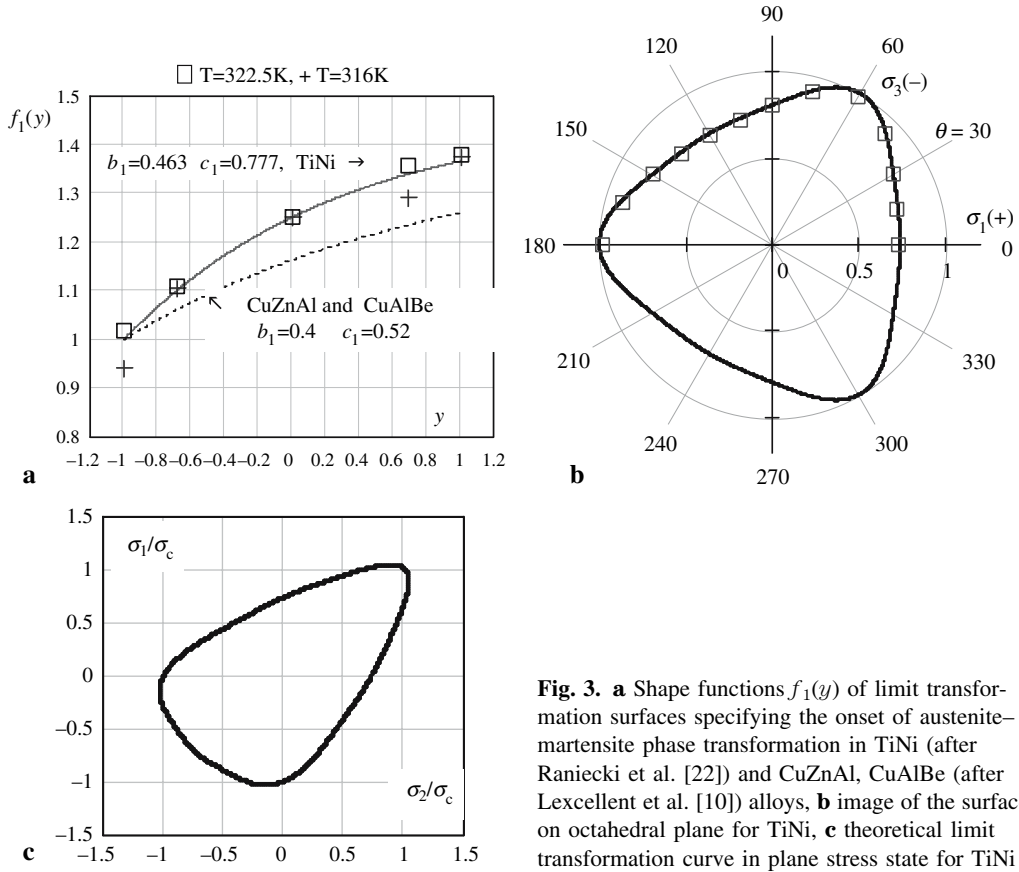 □ T=322.5K, + T=316K
f₁(y)
1.5
1.4
1.3
1.2
1.1
1
0.9
0.8
b₁=0.463 c₁=0.777, TiNi →
CuZnAl and CuAlBe
b₁=0.4 c₁=0.52
y
−1.2 −1 −0.8 −0.6 −0.4 −0.2 0 0.2 0.4 0.6 0.8 1 1.2
a
90
120
60
σ₃(−)
150
θ = 30
σ₁(+)
180
0
0 0.5 1
210
330
240
300
270
b
1.5
1
0.5
0
−0.5
−1
−1.5
σ₁/σc
σ₂/σc
−1.5 −1 −0.5 0 0.5 1 1.5
c
Fig. 3. a Shape functions f₁(y) of limit transfor-
mation surfaces specifying the onset of austenite–
martensite phase transformation in TiNi (after
Raniecki et al. [22]) and CuZnAl, CuAlBe (after
Lexcellent et al. [10]) alloys, b image of the surfac
on octahedral plane for TiNi, c theoretical limit
transformation curve in plane stress state for TiNi